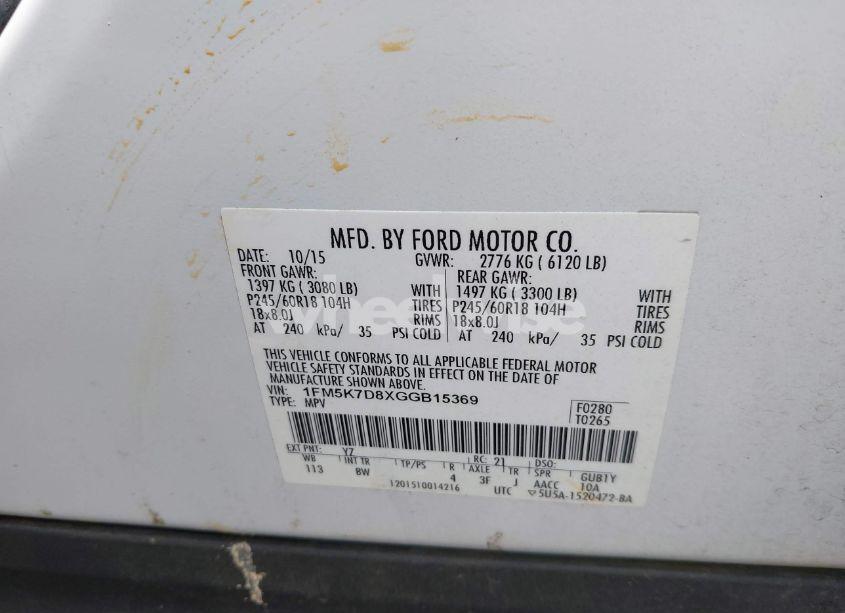 MFD. BY FORD MOTOR CO.
DATE: 10/15 GVWR: 2776 KG ( 6120 LB)
FRONT GAWR: REAR GAWR:
1397 KG ( 3080 LB) WITH 1497 KG ( 3300 LB) WITH
P245/60R18 104H TIRES P245/60R18 104H TIRES
18x8.0J RIMS 18x8.0J RIMS
AT 240 kPa/ 35 PSI COLD AT 240 kPa/ 35 PSI COLD
THIS VEHICLE CONFORMS TO ALL APPLICABLE FEDERAL MOTOR
VEHICLE SAFETY STANDARDS IN EFFECT ON THE DATE OF
MANUFACTURE SHOWN ABOVE.
VIN: 1FM5K7D8XGGB15369
TYPE: MPV
F0280
T0265
EXT PNT: YZ RC: 21 DSO:
WB INT TR TP/PS R AXLE TR SPR GUB1Y
113 8W 4 3F J AACC 10A
1201510014216 UTC ▽5U5A-1520472-BA